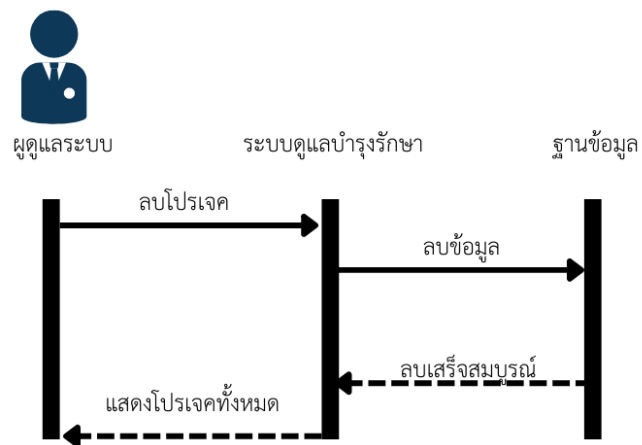 ผูดูแลระบบ
ระบบดูแลบำรุงรักษา
ฐานข้อมูล
ลบโปรเจค
ลบข้อมูล
ลบเสร็จสมบูรณ์
แสดงโปรเจคทั้งหมด